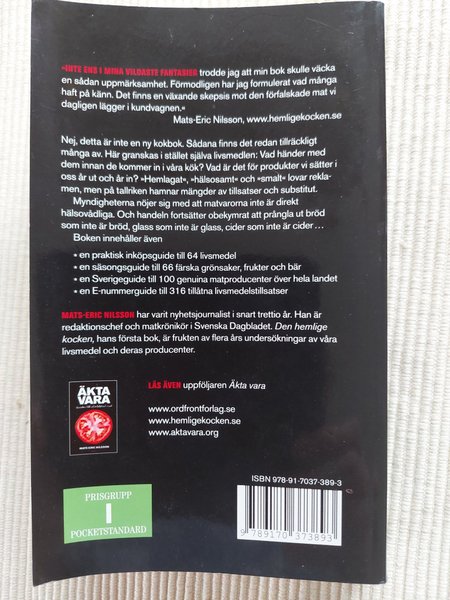 »INTE ENS I MINA VILDASTE FANTASIER trodde jag att min bok skulle väcka
en sådan uppmärksamhet. Förmodligen har jag formulerat vad många
haft på känn. Det finns en växande skepsis mot den förfalskade mat vi
dagligen lägger i kundvagnen.«
Mats-Eric Nilsson, www.hemligekocken.se
Nej, detta är inte en ny kokbok. Sådana finns det redan tillräckligt
många av. Här granskas i stället själva livsmedlen: Vad händer med
dem innan de kommer in i våra kök? Vad är det för produkter vi sätter i
oss år ut och år in? »Hemlagat«, »hälsosamt« och »smalt« lovar rekla-
men, men på tallriken hamnar mängder av tillsatser och substitut.
Myndigheterna nöjer sig med att matvarorna inte är direkt
hälsovådliga. Och handeln fortsätter obekymrat att prångla ut bröd
som inte är bröd, glass som inte är glass, cider som inte är cider …
Boken innehåller även
• en praktisk inköpsguide till 64 livsmedel
• en säsongsguide till 66 färska grönsaker, frukter och bär
• en Sverigeguide till 100 genuina matproducenter över hela landet
• en E-nummerguide till 316 tillåtna livsmedelstillsatser
MATS-ERIC NILSSON har varit nyhetsjournalist i snart trettio år. Han är
redaktionschef och matkrönikör i Svenska Dagbladet. Den hemlige
kocken, hans första bok, är frukten av flera års undersökningar av våra
livsmedel och deras producenter.
ÄKTA
VARA
MATS-ERIC NILSSON
LÄS ÄVEN uppföljaren Äkta vara
www.ordfrontforlag.se
www.hemligekocken.se
www.aktavara.org
ISBN 978-91-7037-389-3
9 789170 373893
PRISGRUPP
I
POCKETSTANDARD